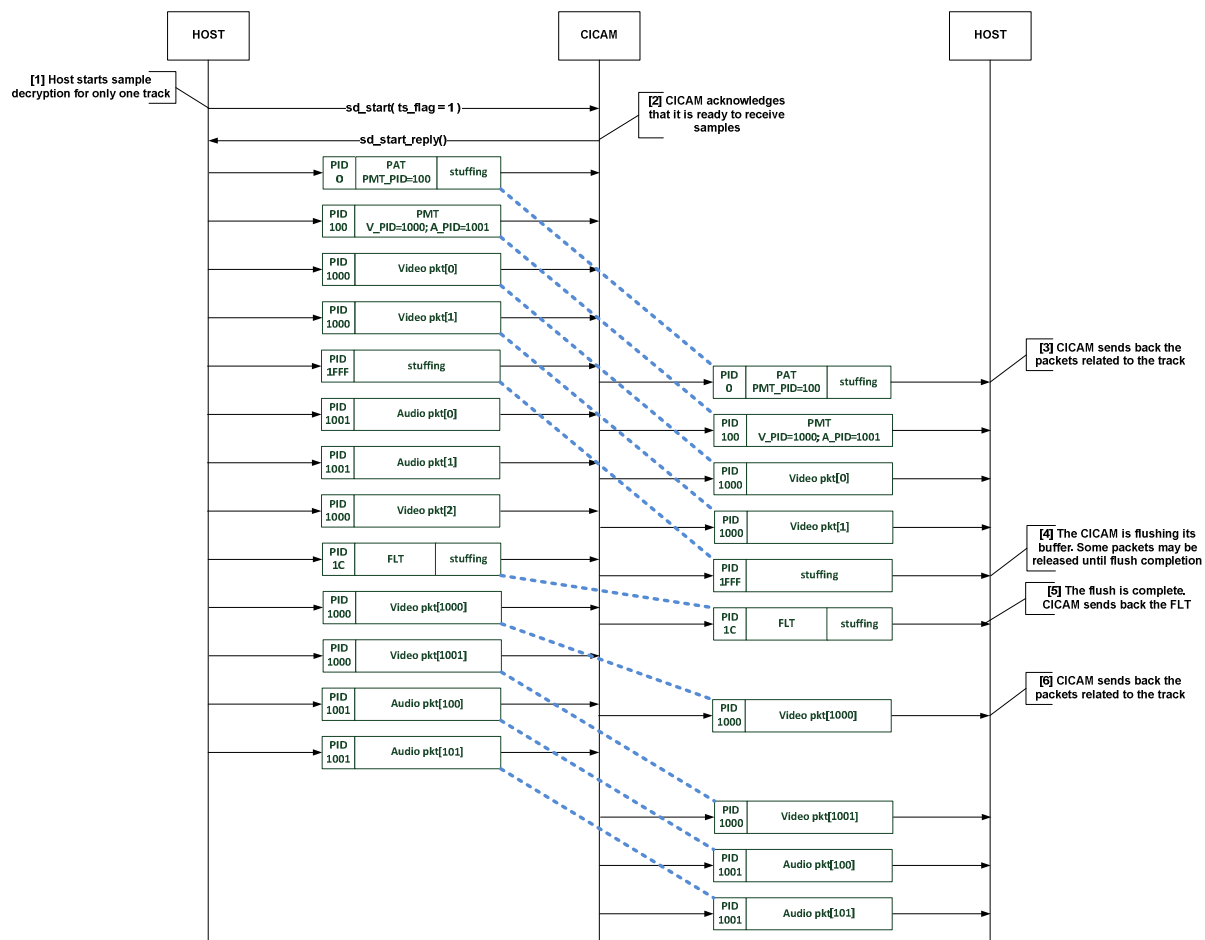 HOST
CICAM
HOST
[1] Host starts sample
decryption for only one track
sd_start( ts_flag = 1 )
[2] CICAM acknowledges
that it is ready to receive
samples
sd_start_reply()
PID
0
PAT
PMT_PID=100
stuffing
PID
100
PMT
V_PID=1000; A_PID=1001
PID
1000
Video pkt[0]
PID
1000
Video pkt[1]
PID
1FFF
stuffing
PID
1001
Audio pkt[0]
PID
1001
Audio pkt[1]
PID
1000
Video pkt[2]
PID
1C
FLT
stuffing
PID
1000
Video pkt[1000]
PID
1000
Video pkt[1001]
PID
1001
Audio pkt[100]
PID
1001
Audio pkt[101]
PID
0
PAT
PMT_PID=100
stuffing
[3] CICAM sends back the
packets related to the track
PID
100
PMT
V_PID=1000; A_PID=1001
PID
1000
Video pkt[0]
PID
1000
Video pkt[1]
PID
1FFF
stuffing
[4] The CICAM is flushing its
buffer. Some packets may be
released until flush completion
PID
1C
FLT
stuffing
[5] The flush is complete.
CICAM sends back the FLT
PID
1000
Video pkt[1000]
[6] CICAM sends back the
packets related to the track
PID
1000
Video pkt[1001]
PID
1001
Audio pkt[100]
PID
1001
Audio pkt[101]